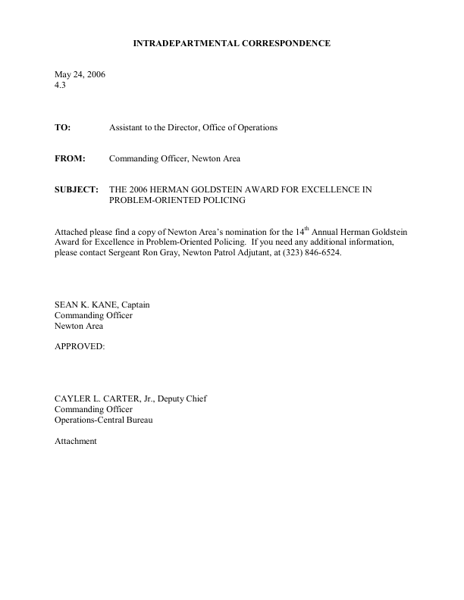 INTRADEPARTMENTAL CORRESPONDENCE
May 24, 2006
4.3
TO: Assistant to the Director, Office of Operations
FROM: Commanding Officer, Newton Area
SUBJECT: THE 2006 HERMAN GOLDSTEIN AWARD FOR EXCELLENCE IN
PROBLEM-ORIENTED POLICING
Attached please find a copy of Newton Area's nomination for the 14th Annual Herman Goldstein
Award for Excellence in Problem-Oriented Policing. If you need any additional information,
please contact Sergeant Ron Gray, Newton Patrol Adjutant, at (323) 846-6524.
SEAN K. KANE, Captain
Commanding Officer
Newton Area
APPROVED:
CAYLER L. CARTER, Jr., Deputy Chief
Commanding Officer
Operations-Central Bureau
Attachment